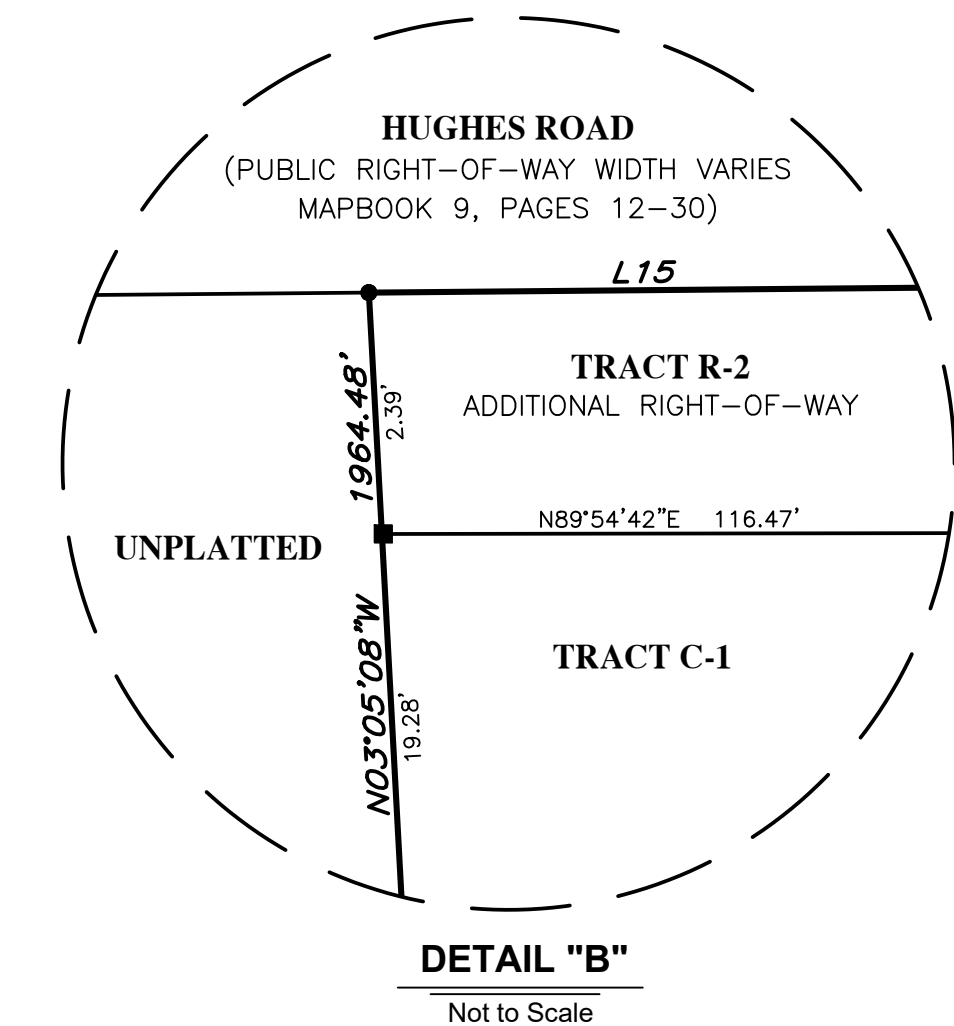 HUGHES ROAD
(PUBLIC RIGHT-OF-WAY WIDTH VARIES
MAPBOOK 9, PAGES 12-30)
L15
TRACT R-2
ADDITIONAL RIGHT-OF-WAY
1964.48'
2.39'
N89°54'42"E 116.47'
UNPLATTED
TRACT C-1
N03°05'08"W
19.28'
DETAIL "B"
Not to Scale